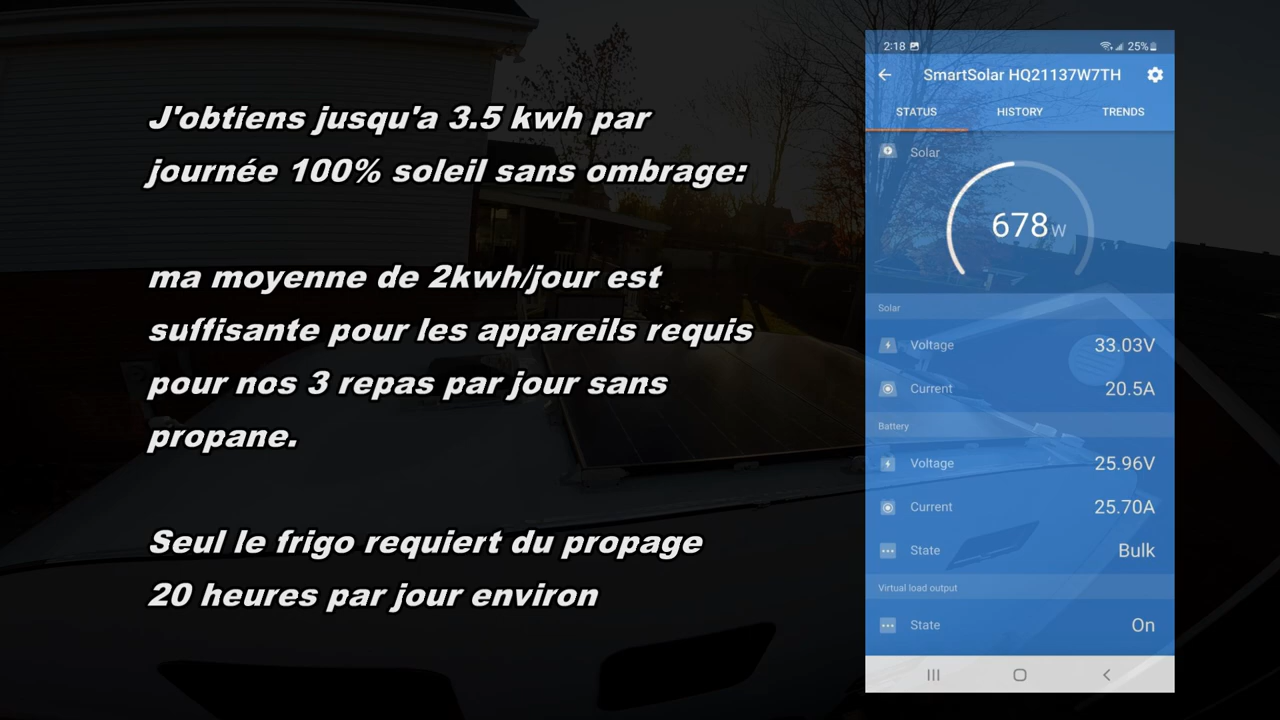 J'obtiens jusqu'a 3.5 kwh par
journée 100% soleil sans ombrage:
ma moyenne de 2kwh/jour est
suffisante pour les appareils requis
pour nos 3 repas par jour sans
propane.
Seul le frigo requiert du propage
20 heures par jour environ
2:18 25%
SmartSolar HQ21137W7TH
STATUS HISTORY TRENDS
Solar
678W
Solar
Voltage 33.03V
Current 20.5A
Battery
Voltage 25.96V
Current 25.70A
State Bulk
Virtual load output
State On